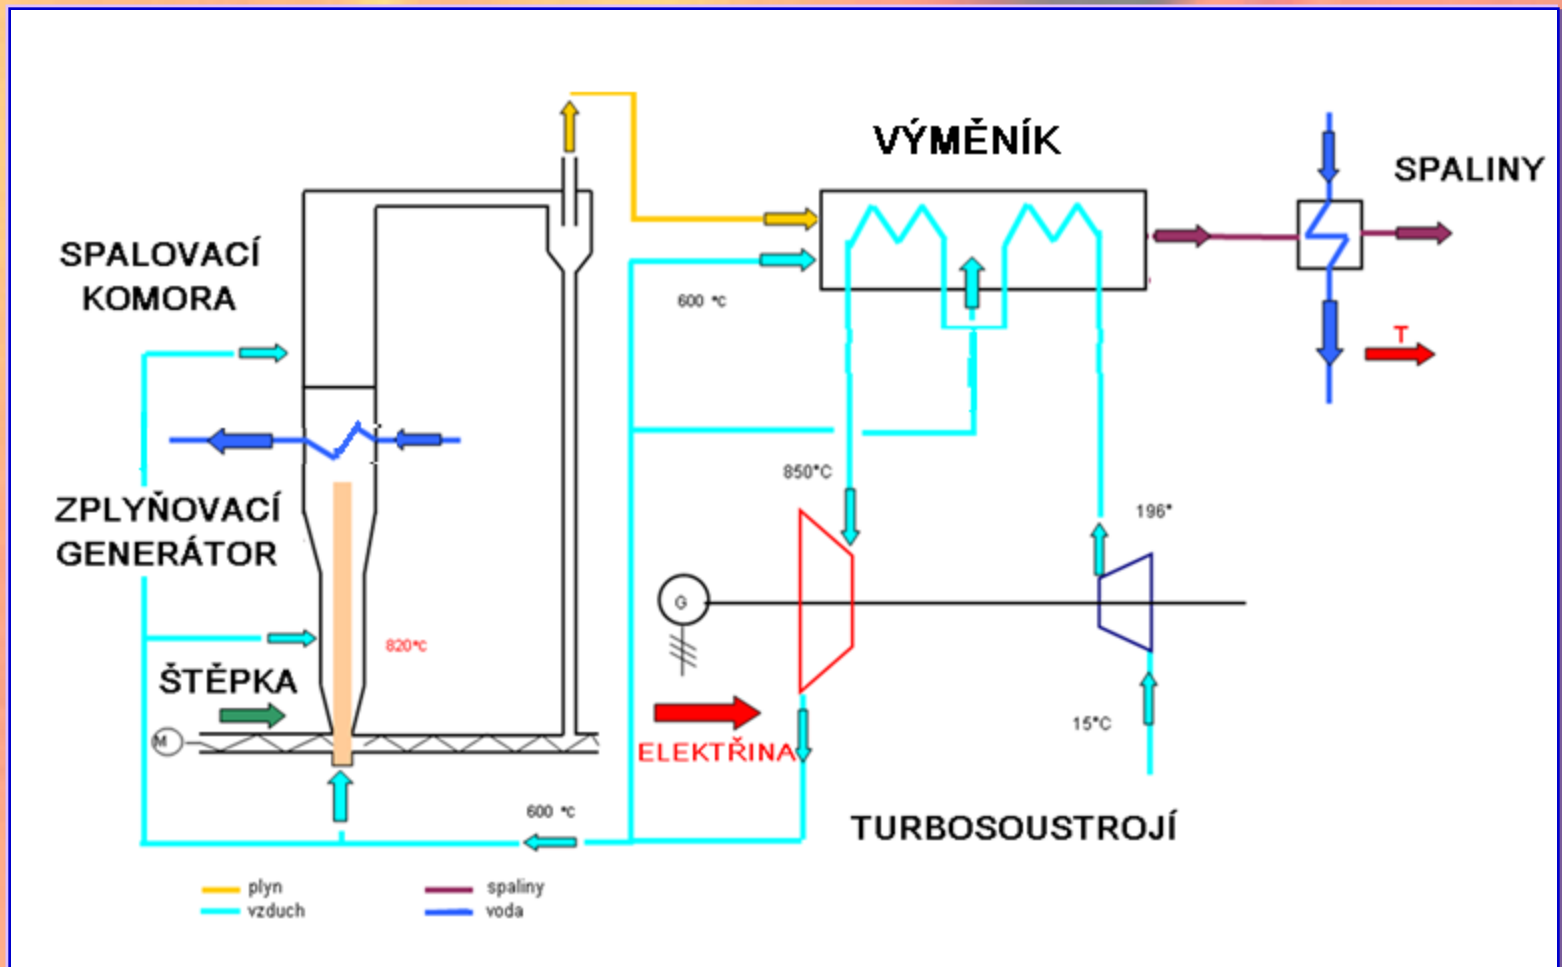 VÝMĚNÍK
SPALINY
SPALOVACÍ
KOMORA
600 °C
T
850°C
196°
ZPLYŇOVACÍ
GENERÁTOR
G
820°C
ŠTĚPKA
M
15°C
ELEKTŘINA
600 °C
TURBOSOUSTROJÍ
plyn
spaliny
vzduch
voda